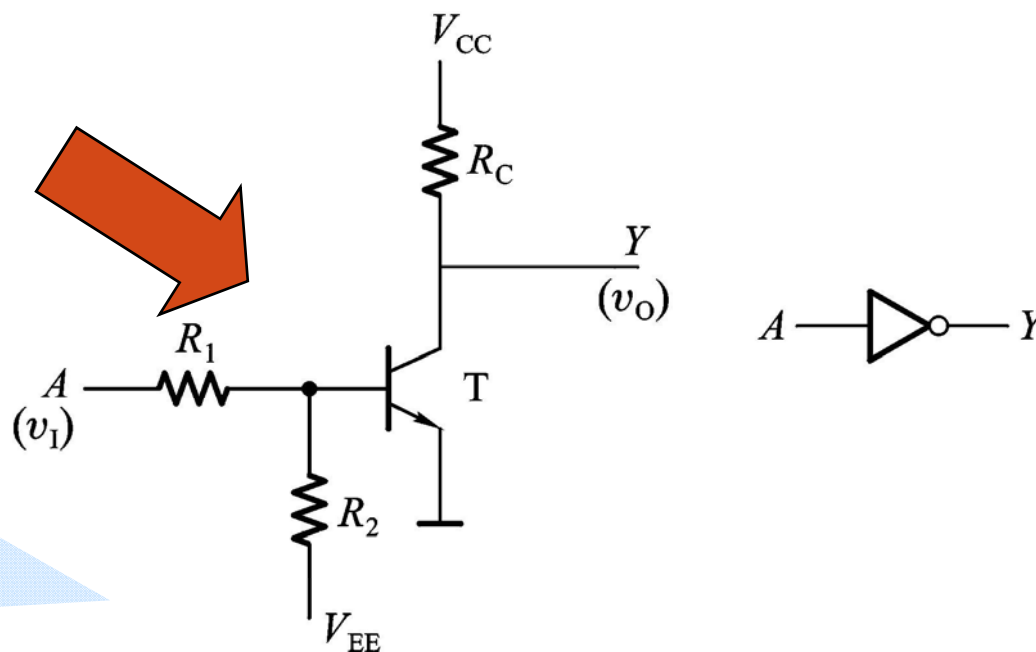 V_CC
R_C
Y
(v_O)
R_1
A
(v_I)
T
R_2
V_EE
A
Y